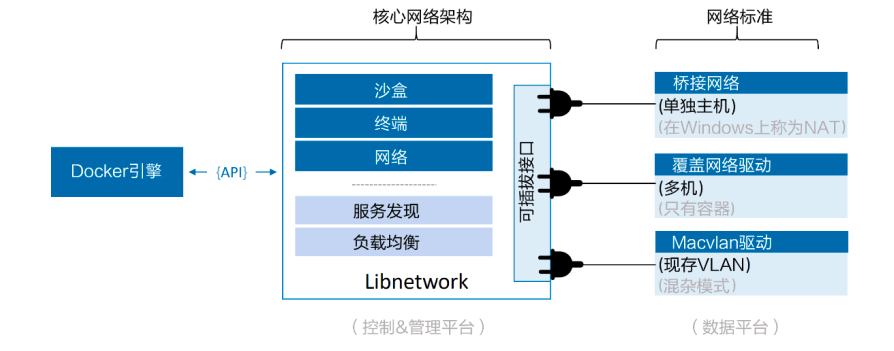 核心网络架构
网络标准
沙盒
终端
网络
服务发现
负载均衡
Libnetwork
可插拔接口
Docker引擎
{API}
桥接网络
(单独主机)
(在Windows上称为NAT)
覆盖网络驱动
(多机)
(只有容器)
Macvlan驱动
(现存VLAN)
(混杂模式)
(控制&管理平台)
(数据平台)